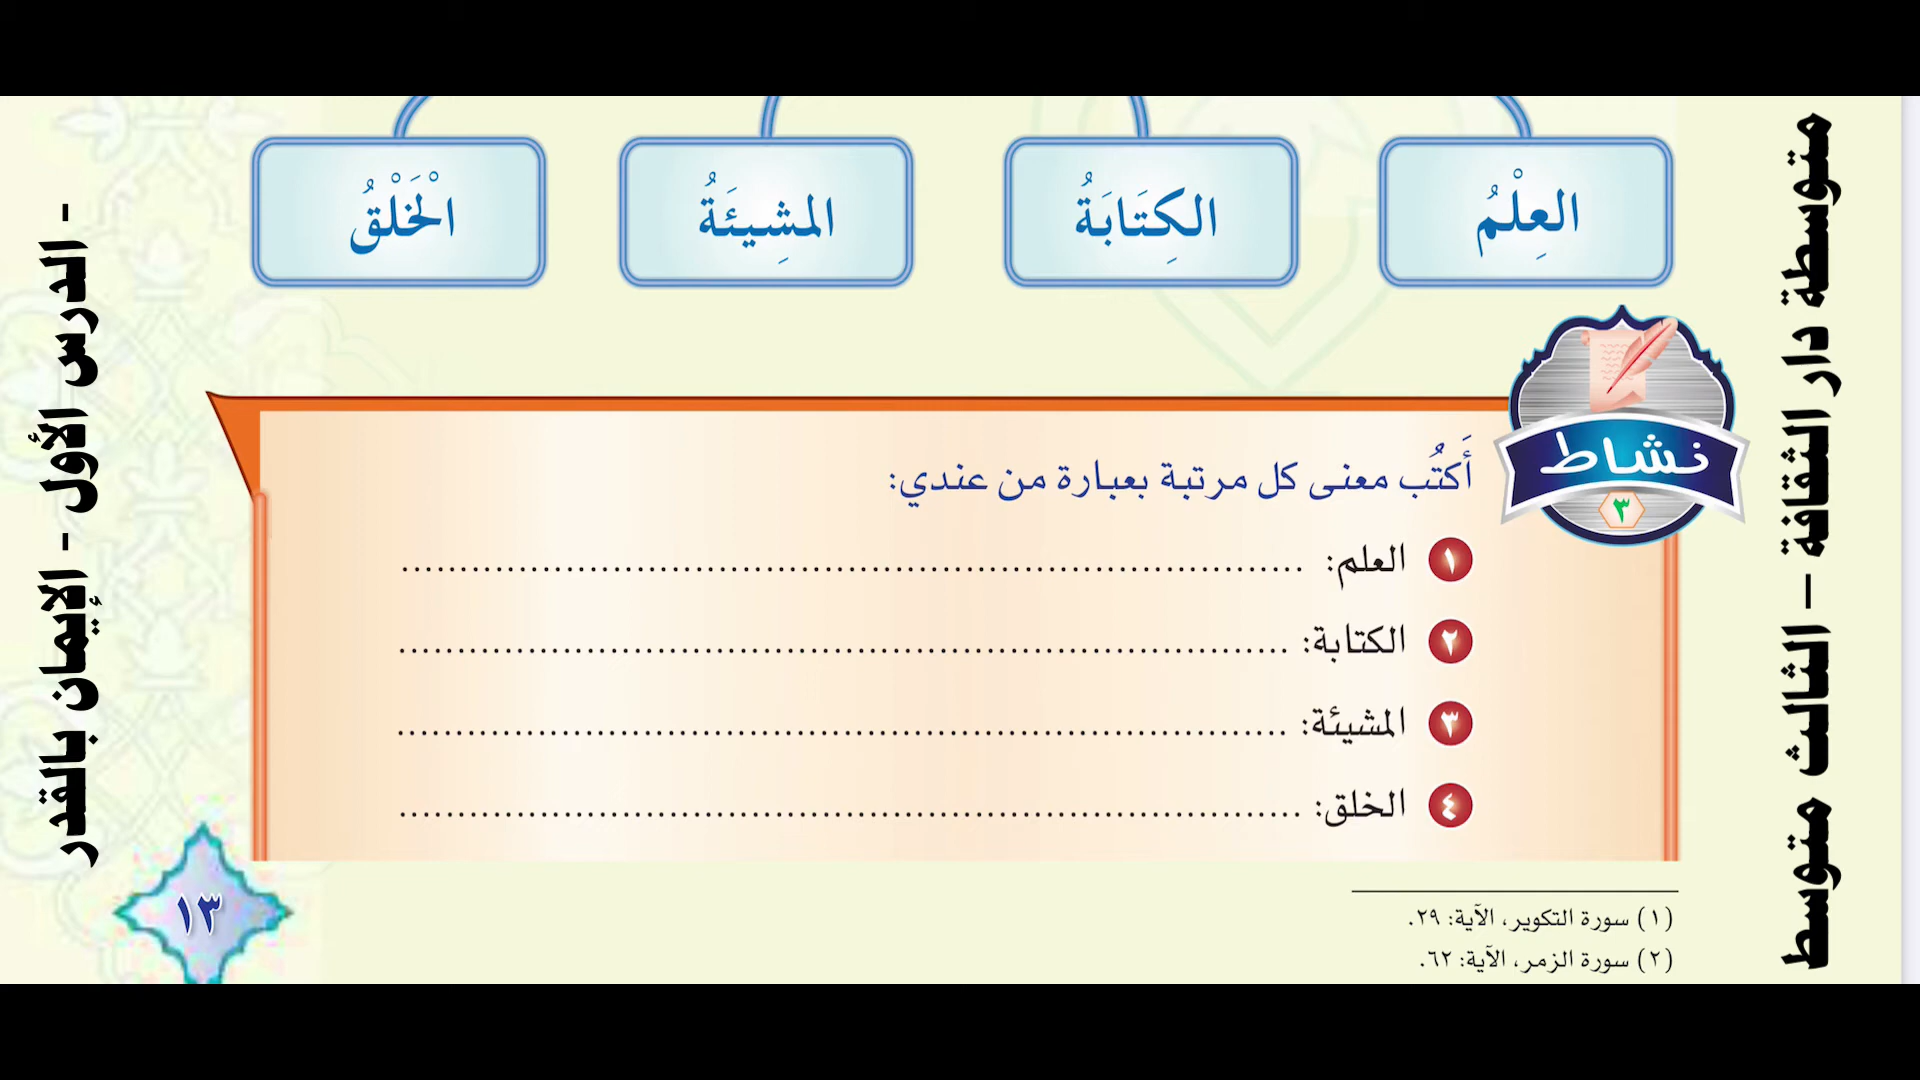 العِلْمُ
الكِتَابَةُ
المشِيئَةُ
الْخَلْقُ
نشاط
٣
أَكتُب معنى كل مرتبة بعبارة من عندي:
١ العلم: ..............................................................................
٢ الكتابة: ..............................................................................
٣ المشيئة: ..............................................................................
٤ الخلق: ..............................................................................
(١) سورة التكوير، الآية: ٢٩.
(٢) سورة الزمر، الآية: ٦٢.
١٣
متوسطة دار الثقافة – الثالث متوسط
- الدرس الأول - الإيمان بالقدر